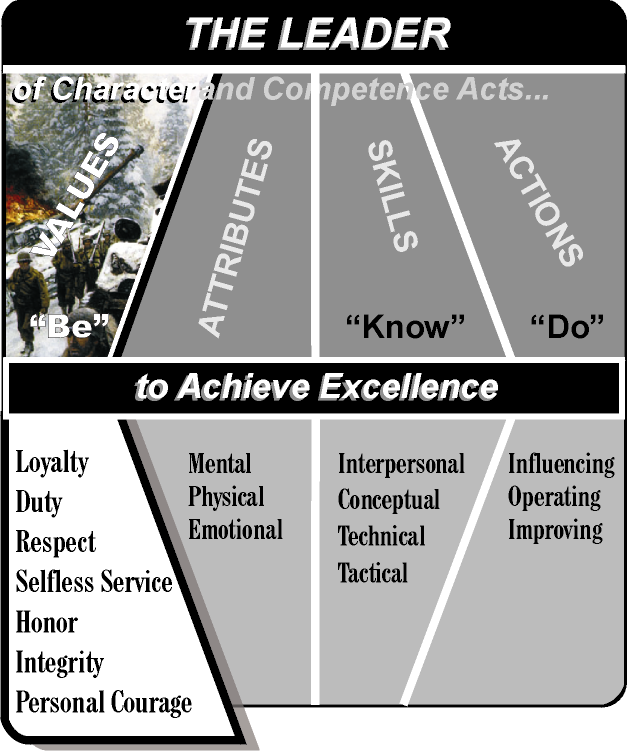 THE LEADER
of Character and Competence Acts...
VALUES
ATTRIBUTES
SKILLS
ACTIONS
“Be”
“Know”
“Do”
to Achieve Excellence
Loyalty
Duty
Respect
Selfless Service
Honor
Integrity
Personal Courage
Mental
Physical
Emotional
Interpersonal
Conceptual
Technical
Tactical
Influencing
Operating
Improving